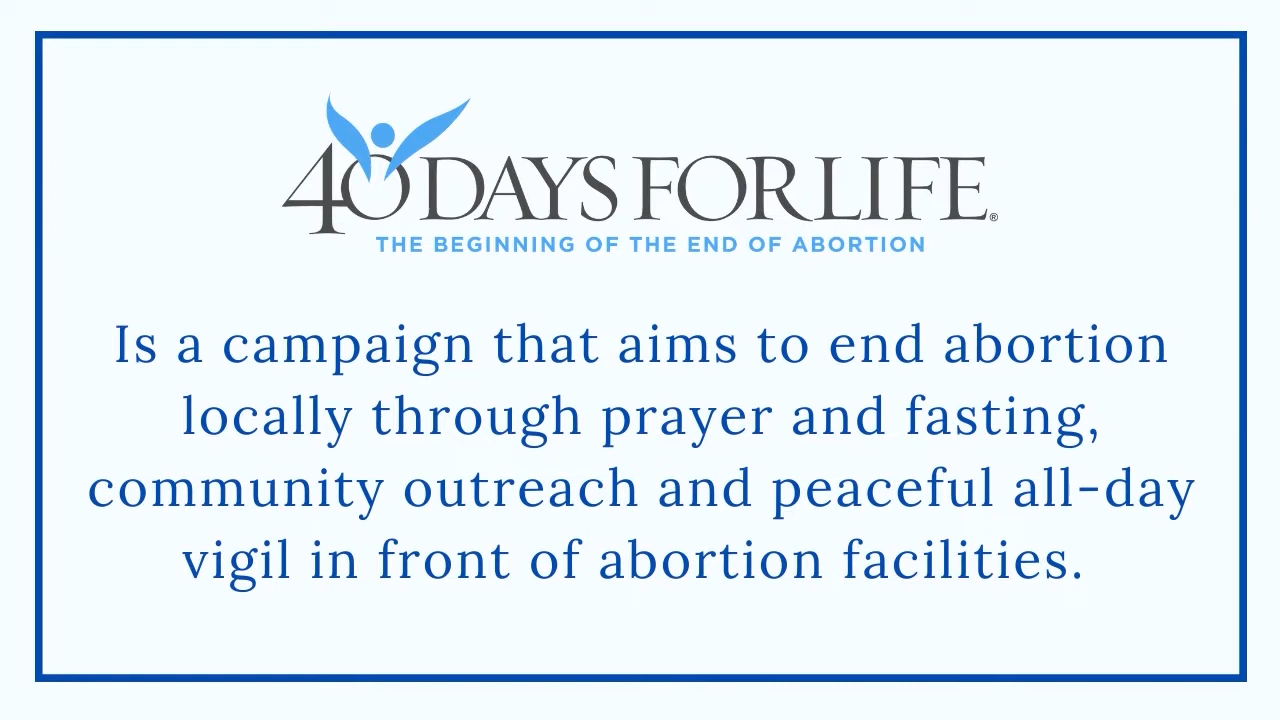 40 DAYS FOR LIFE®
THE BEGINNING OF THE END OF ABORTION
Is a campaign that aims to end abortion
locally through prayer and fasting,
community outreach and peaceful all-day
vigil in front of abortion facilities.